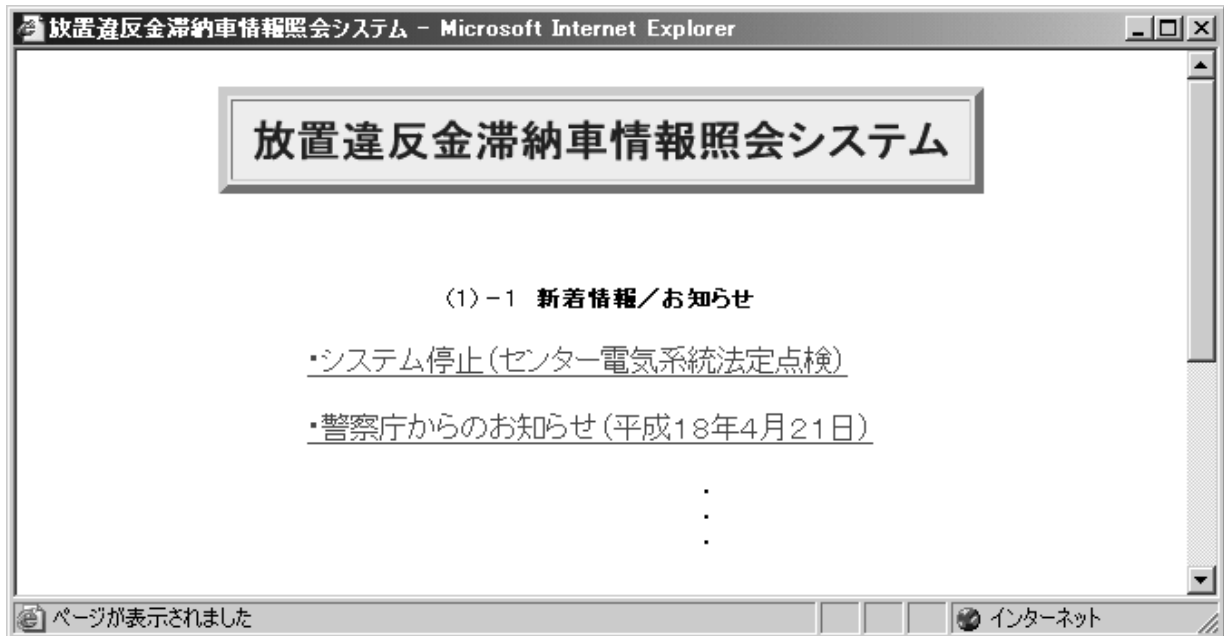 放置違反金滞納車情報照会システム - Microsoft Internet Explorer
放置違反金滞納車情報照会システム
(1)-1 新着情報/お知らせ
・システム停止(センター電気系統法定点検)
・警察庁からのお知らせ(平成18年4月21日)
・
・
・
ページが表示されました インターネット